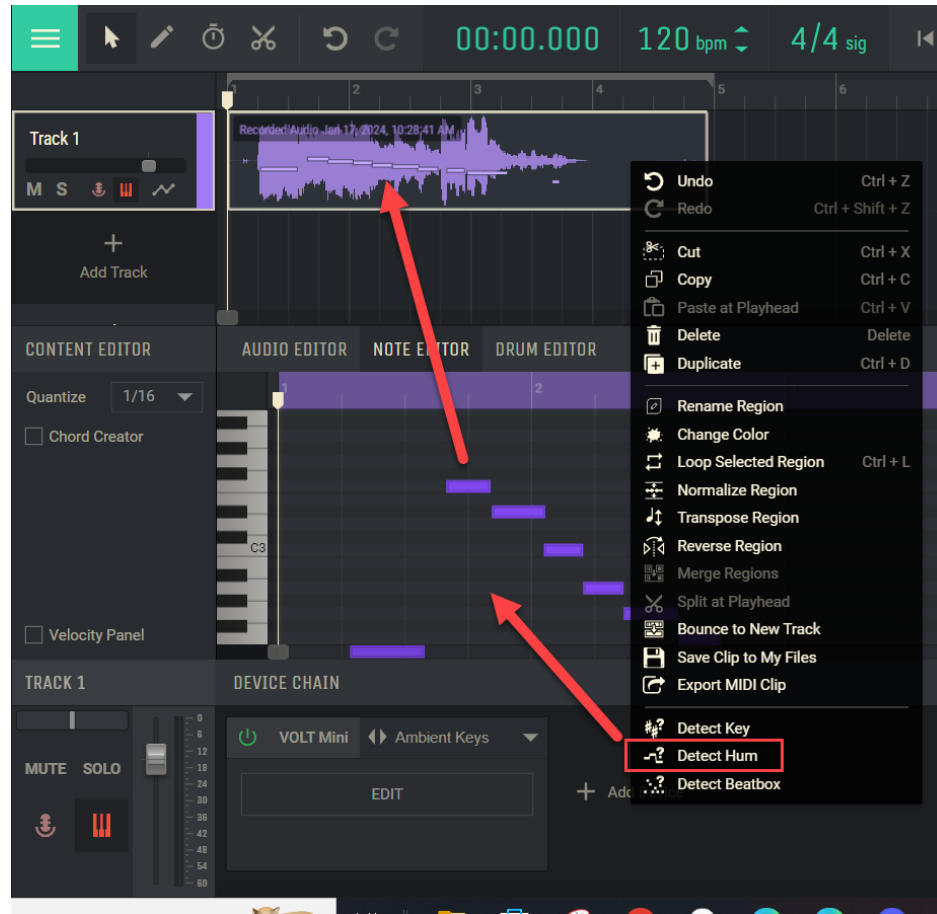 00:00.000
120 bpm
4/4 sig
1 2 3 4 5 6
Track 1
Recorded Audio Jan 17, 2024, 10:28:41 AM
M S
+
Add Track
Undo Ctrl + Z
Redo Ctrl + Shift + Z
Cut Ctrl + X
Copy Ctrl + C
Paste at Playhead Ctrl + V
Delete Delete
Duplicate Ctrl + D
Rename Region
Change Color
Loop Selected Region Ctrl + L
Normalize Region
Transpose Region
Reverse Region
Merge Regions
Split at Playhead
Bounce to New Track
Save Clip to My Files
Export MIDI Clip
Detect Key
Detect Hum
Detect Beatbox
CONTENT EDITOR
AUDIO EDITOR NOTE EDITOR DRUM EDITOR
Quantize 1/16
Chord Creator
Velocity Panel
1 2
C3
TRACK 1
DEVICE CHAIN
MUTE SOLO
0
6
12
18
24
30
36
42
48
54
60
VOLT Mini Ambient Keys
EDIT
+ Add